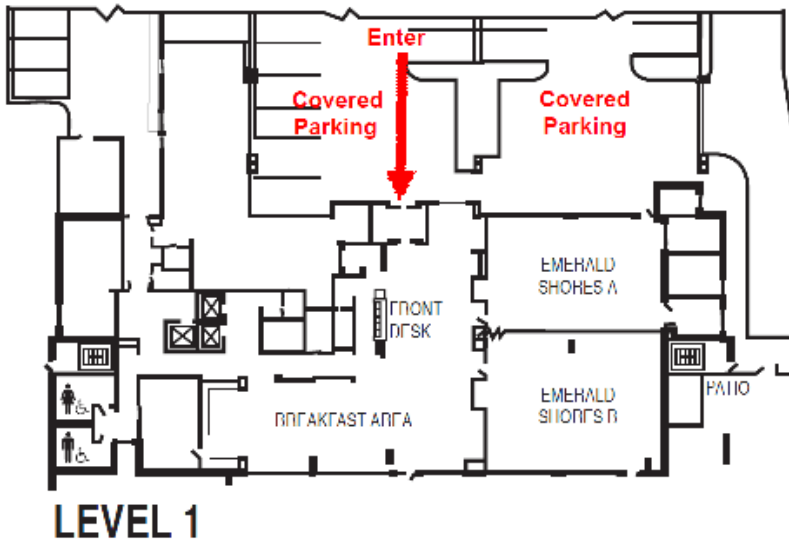 Enter
Covered
Parking
Covered
Parking
EMERALD
SHORES A
FRONT
DESK
EMERALD
SHORES B
PATIO
BREAKFAST AREA
LEVEL 1